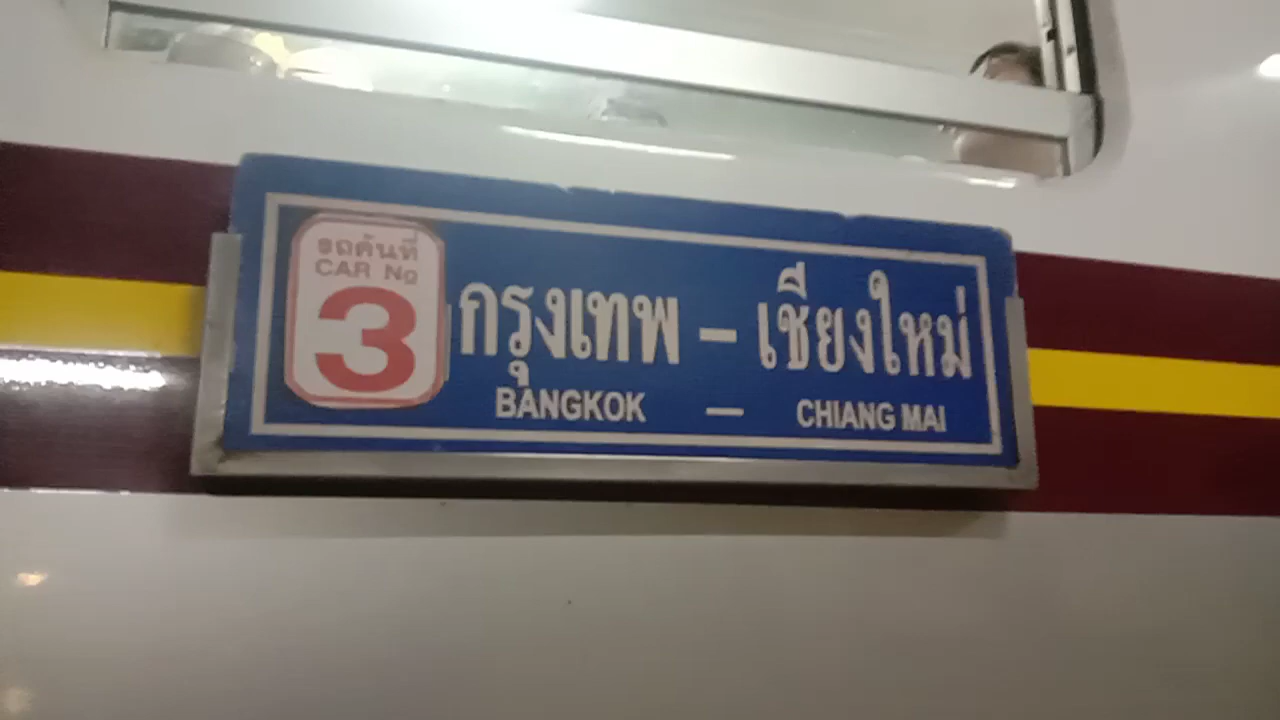 รถคันที่
CAR No
3
กรุงเทพ – เชียงใหม่
BANGKOK — CHIANG MAI